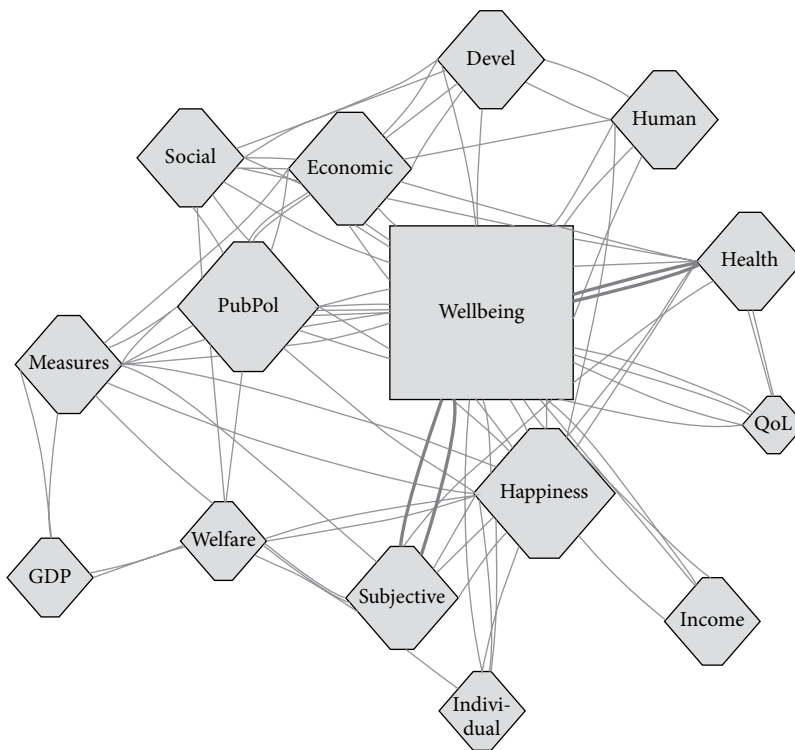 Devel
Human
Social
Economic
Health
PubPol
Wellbeing
Measures
QoL
Happiness
Welfare
GDP
Subjective
Income
Indivi-
dual